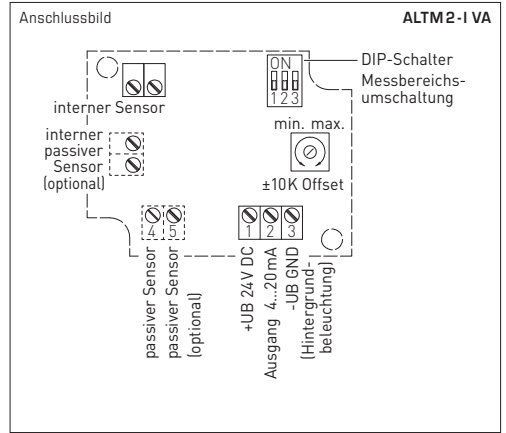 Anschlussbild
ALTM2-I VA
ON
1 2 3
DIP-Schalter
Messbereichs-
umschaltung
interner Sensor
interner
passiver
Sensor
(optional)
min. max.
±10K Offset
4 5
1 2 3
passiver Sensor
passiver Sensor
(optional)
+UB 24V DC
Ausgang 4...20mA
-UB GND
(Hintergrund-
beleuchtung)